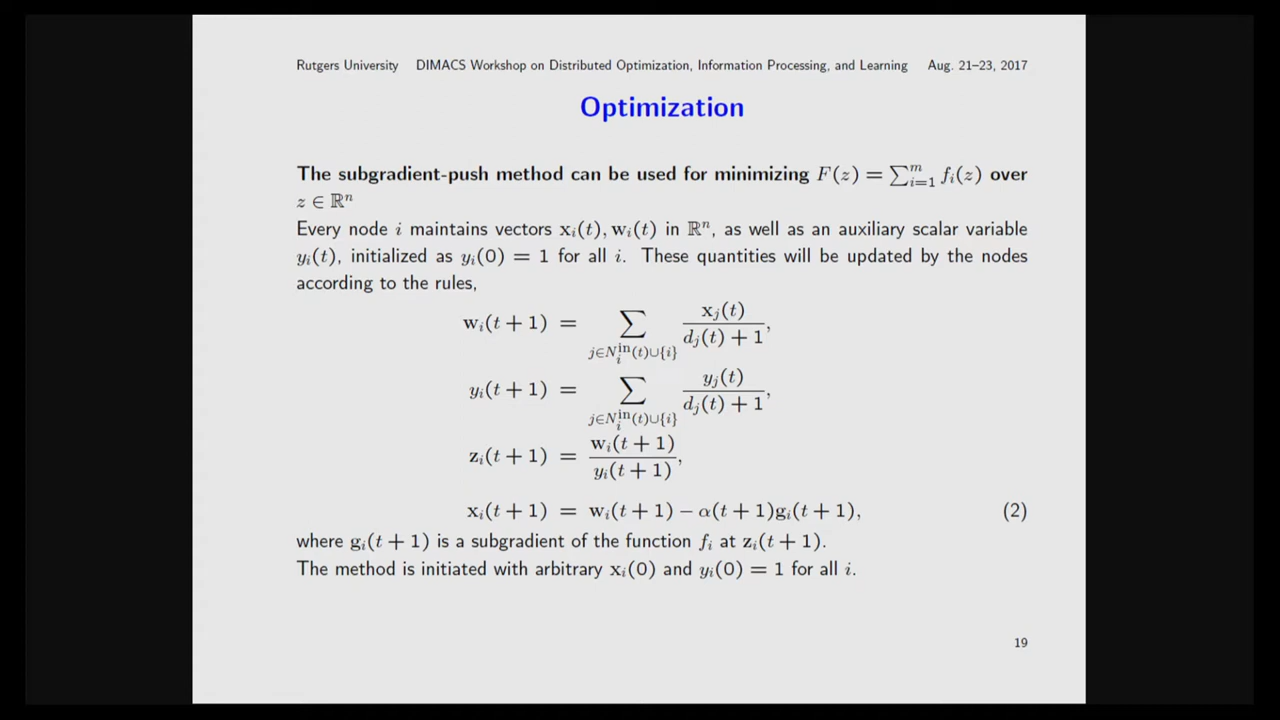 Rutgers University DIMACS Workshop on Distributed Optimization, Information Processing, and Learning Aug. 21–23, 2017
Optimization
The subgradient-push method can be used for minimizing F(z) = ∑_{i=1}^{m} f_i(z) over
z ∈ ℝ^n
Every node i maintains vectors x_i(t), w_i(t) in ℝ^n, as well as an auxiliary scalar variable
y_i(t), initialized as y_i(0) = 1 for all i. These quantities will be updated by the nodes
according to the rules,
w_i(t + 1) = ∑_{j∈N_i^{in}(t)∪{i}} x_j(t) / (d_j(t) + 1),
y_i(t + 1) = ∑_{j∈N_i^{in}(t)∪{i}} y_j(t) / (d_j(t) + 1),
z_i(t + 1) = w_i(t + 1) / y_i(t + 1),
x_i(t + 1) = w_i(t + 1) − α(t + 1)g_i(t + 1), (2)
where g_i(t + 1) is a subgradient of the function f_i at z_i(t + 1).
The method is initiated with arbitrary x_i(0) and y_i(0) = 1 for all i.
19